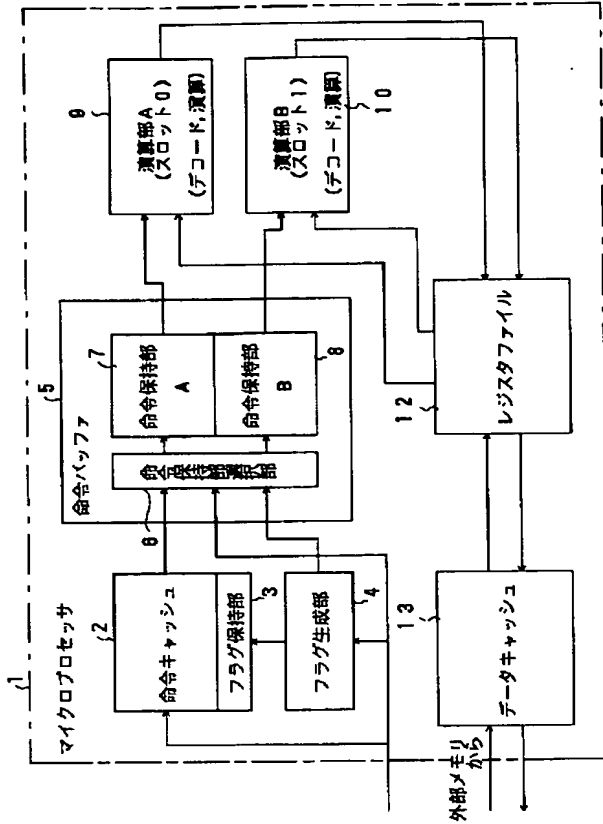 1
マイクロプロセッサ
2
命令キャッシュ
フラグ保持部
3
フラグ生成部
4
5
命令バッファ
6
命令保持部選択部
7
命令保持部
A
命令保持部
B
8
9
演算部A
(スロット0)
(デコード,演算)
演算部B
(スロット1)
(デコード,演算)
10
レジスタファイル
12
データキャッシュ
13
外部メモリ
から